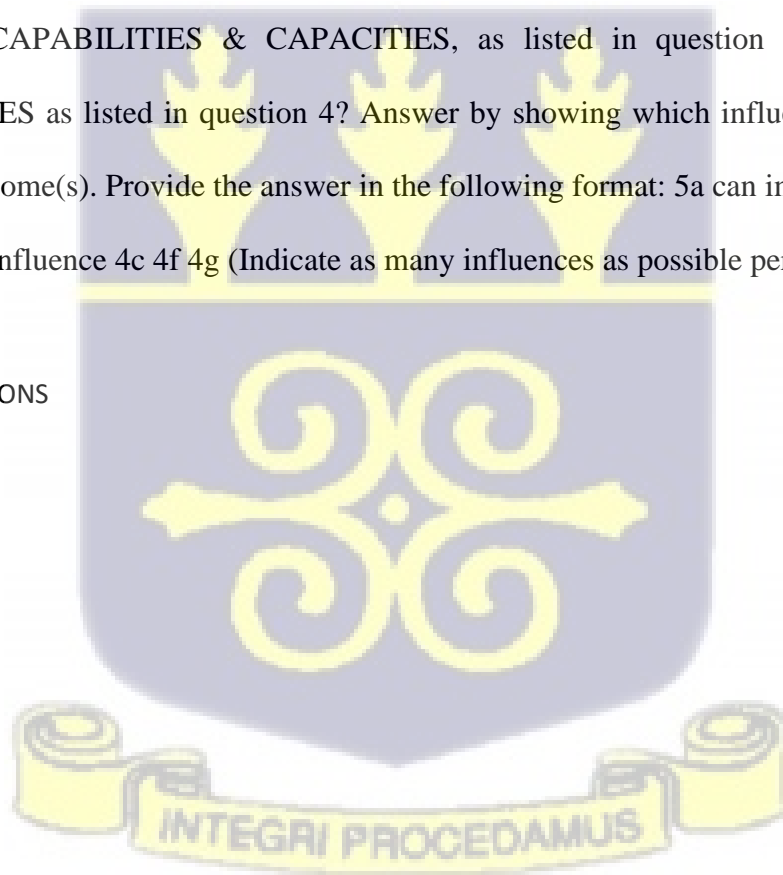 CAPABILITIES & CAPACITIES, as listed in question
ES as listed in question 4? Answer by showing which influe
ome(s). Provide the answer in the following format: 5a can in
nfluence 4c 4f 4g (Indicate as many influences as possible per
ONS
INTEGRI PROCEDAMUS